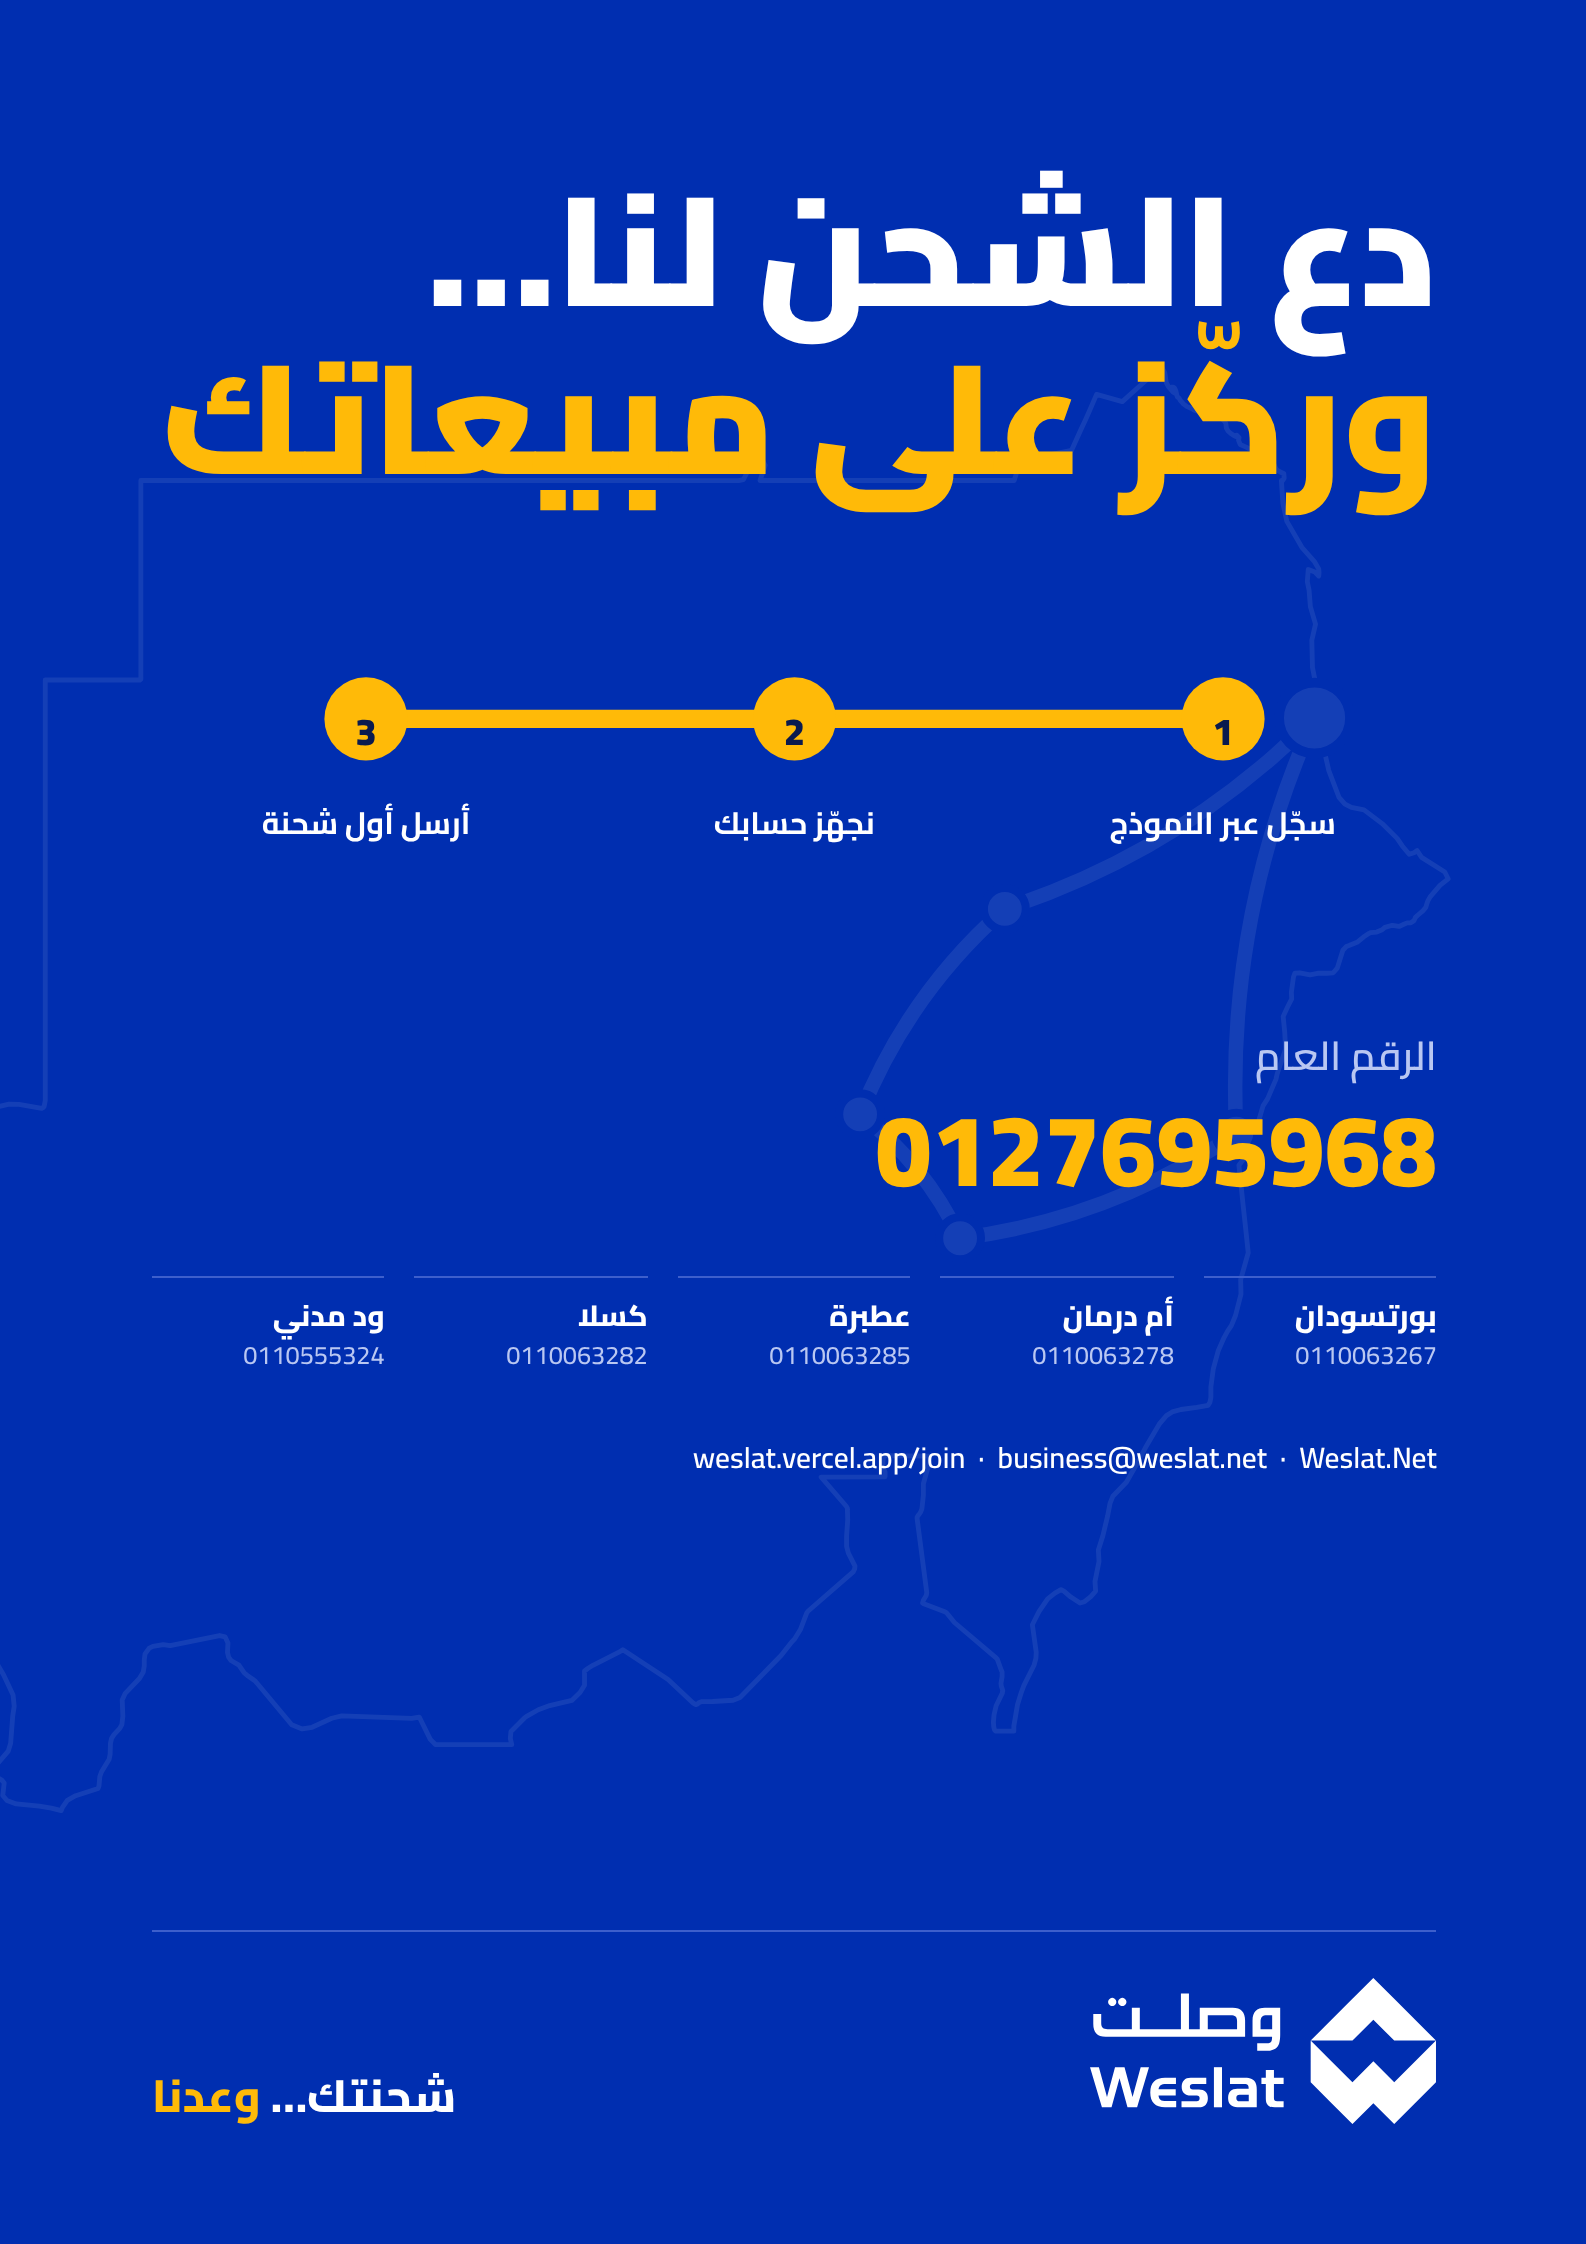 دع الشحن لنا...
وركّز على مبيعاتك
1 2 3
سجّل عبر النموذج نجهّز حسابك أرسل أول شحنة
الرقم العام
0127695968
بورتسودان أم درمان عطبرة كسلا ود مدني
0110063267 0110063278 0110063285 0110063282 0110555324
weslat.vercel.app/join · business@weslat.net · Weslat.Net
وصلت
Weslat
شحنتك... وعدنا